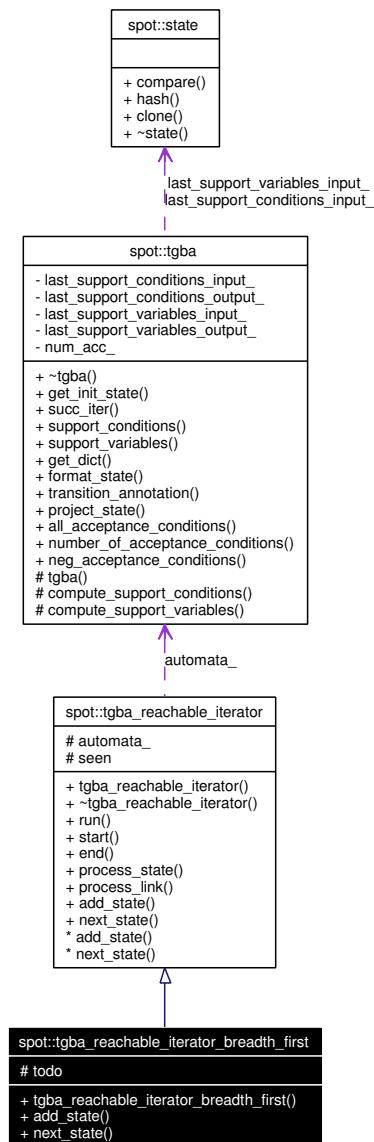 spot::state
+ compare()
+ hash()
+ clone()
+ ~state()
last_support_variables_input_
last_support_conditions_input_
spot::tgba
- last_support_conditions_input_
- last_support_conditions_output_
- last_support_variables_input_
- last_support_variables_output_
- num_acc_
+ ~tgba()
+ get_init_state()
+ succ_iter()
+ support_conditions()
+ support_variables()
+ get_dict()
+ format_state()
+ transition_annotation()
+ project_state()
+ all_acceptance_conditions()
+ number_of_acceptance_conditions()
+ neg_acceptance_conditions()
# tgba()
# compute_support_conditions()
# compute_support_variables()
automata_
spot::tgba_reachable_iterator
# automata_
# seen
+ tgba_reachable_iterator()
+ ~tgba_reachable_iterator()
+ run()
+ start()
+ end()
+ process_state()
+ process_link()
+ add_state()
+ next_state()
* add_state()
* next_state()
spot::tgba_reachable_iterator_breadth_first
# todo
+ tgba_reachable_iterator_breadth_first()
+ add_state()
+ next_state()